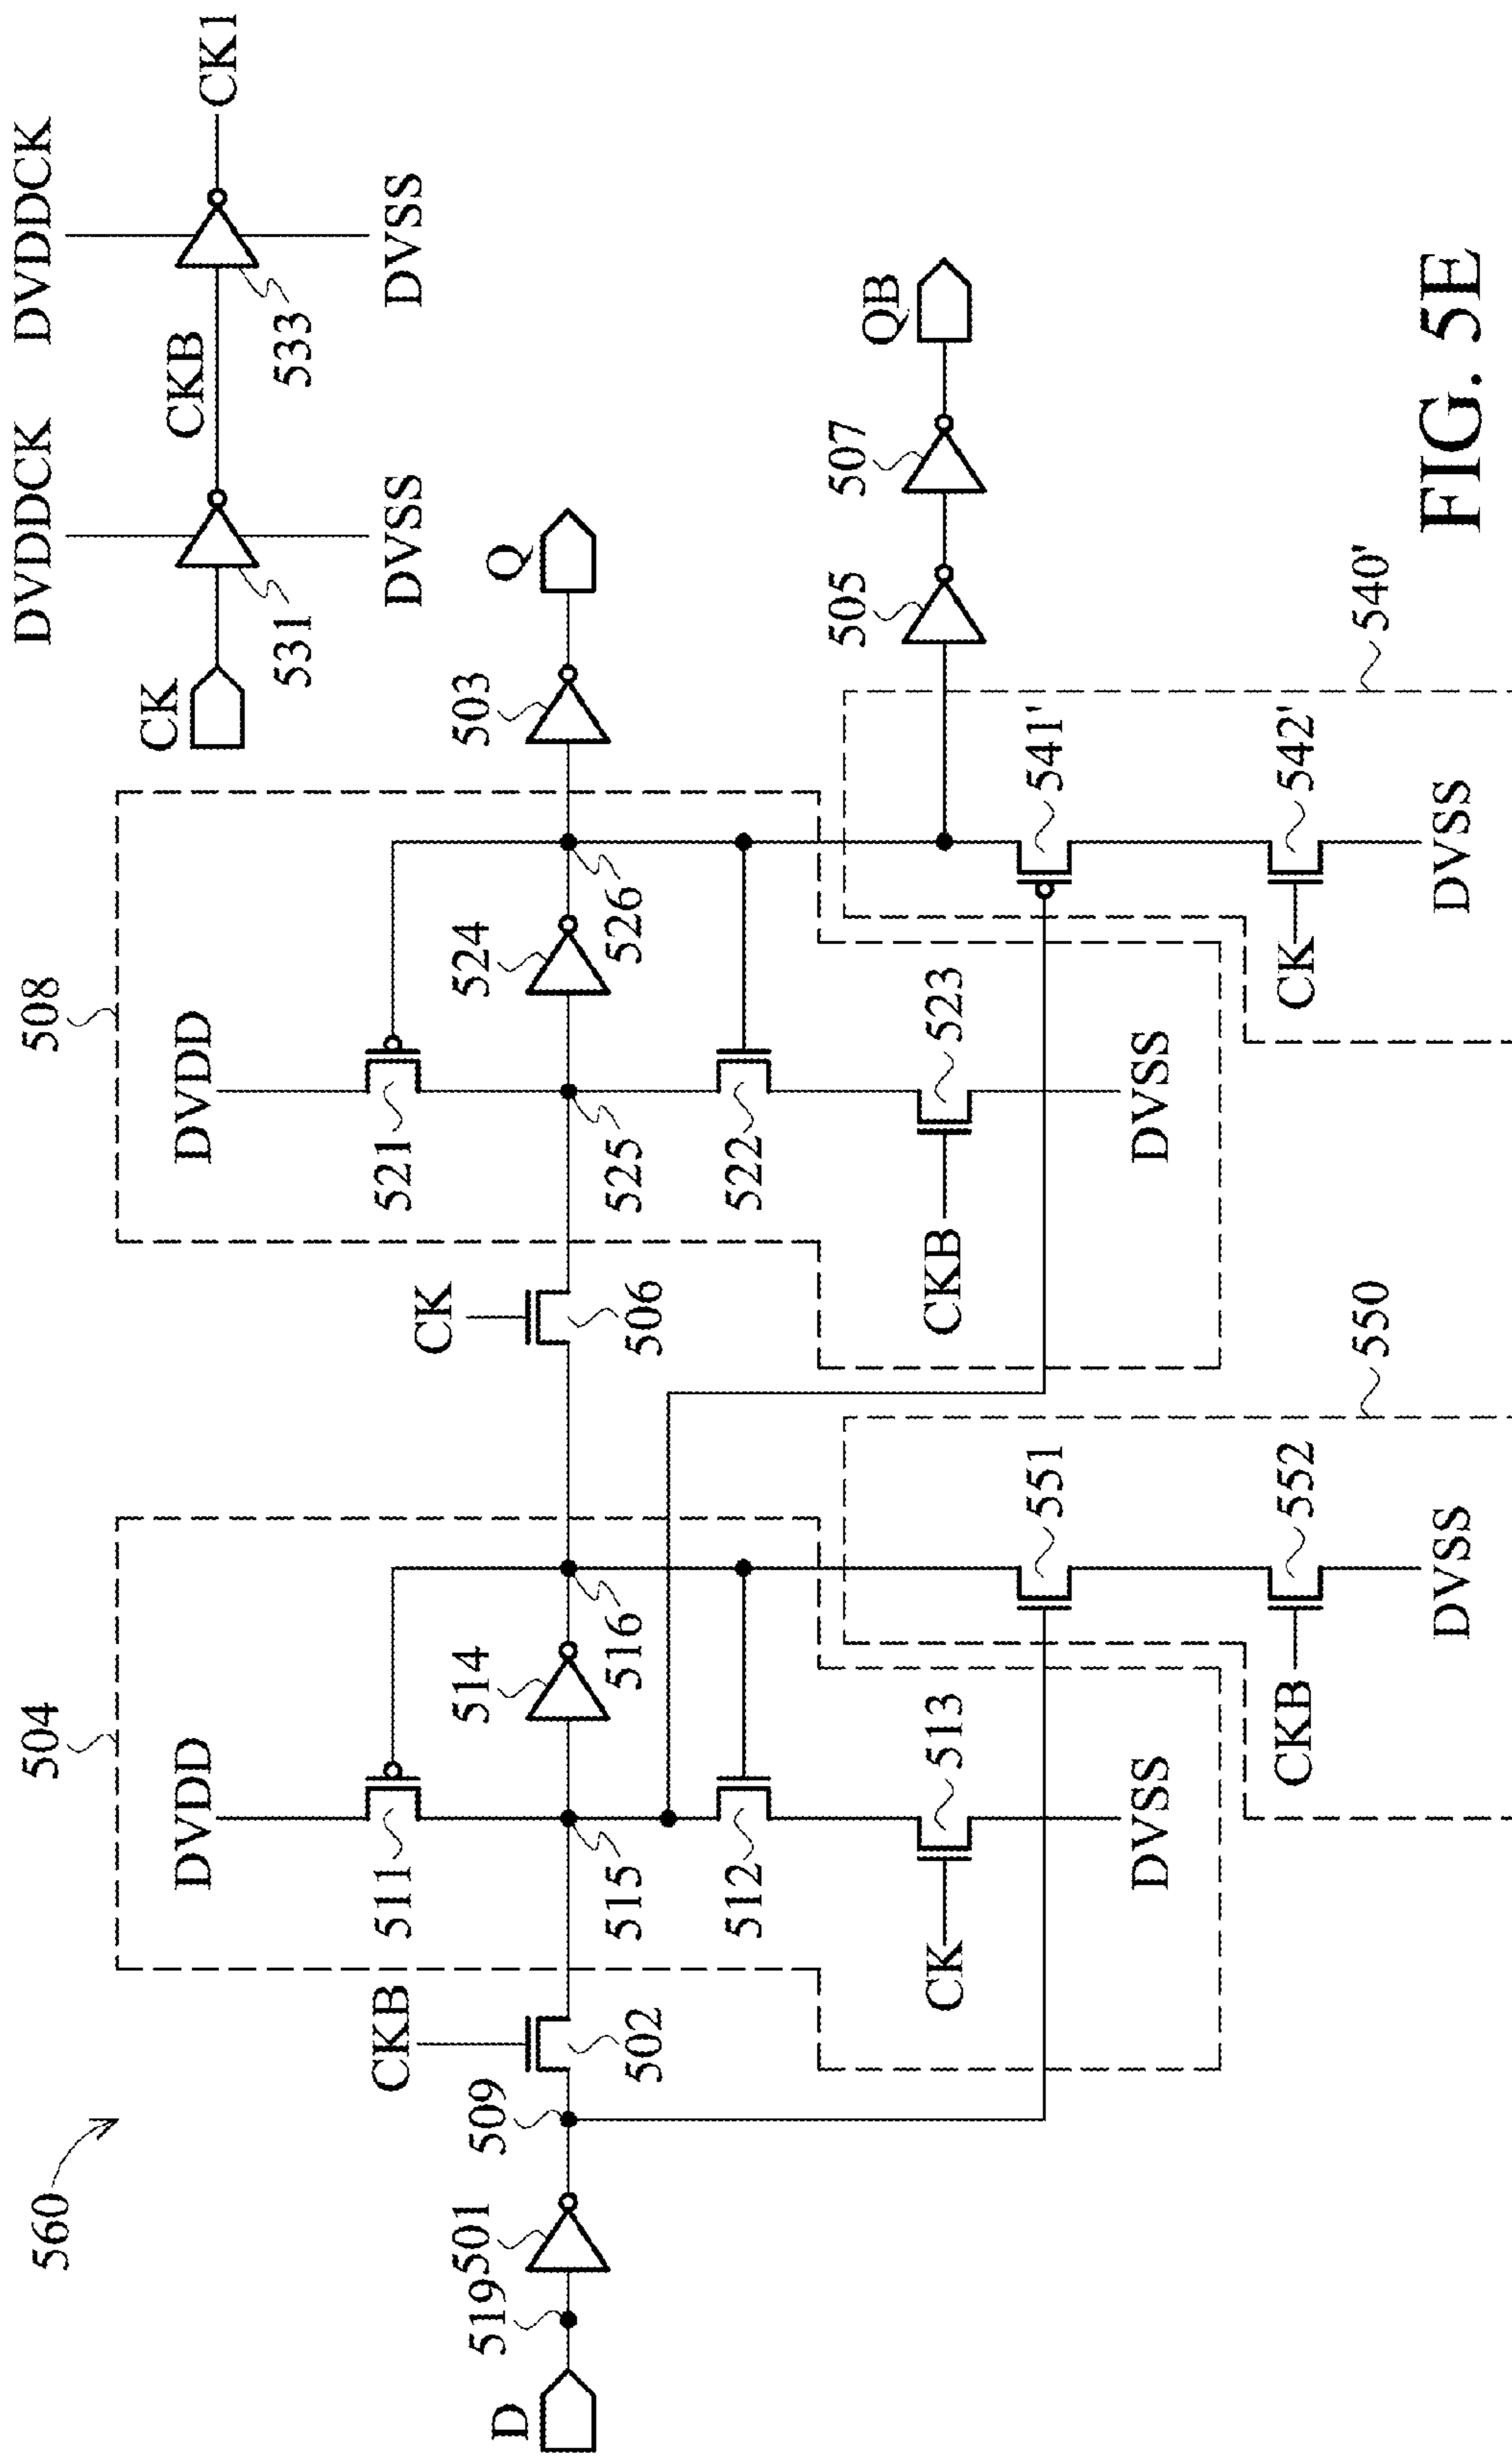 560
CK
531
DVDDCK
DVSS
CKB
533
DVDDCK
DVSS
CK1
504
508
DVDD
DVDD
511
514
521
524
503
Q
D
519
501
509
CKB
502
515
516
CK
506
525
526
512
513
CK
DVSS
522
523
CKB
DVSS
505
507
QB
551
552
CKB
DVSS
550
541'
542'
CK
DVSS
540'
FIG. 5E